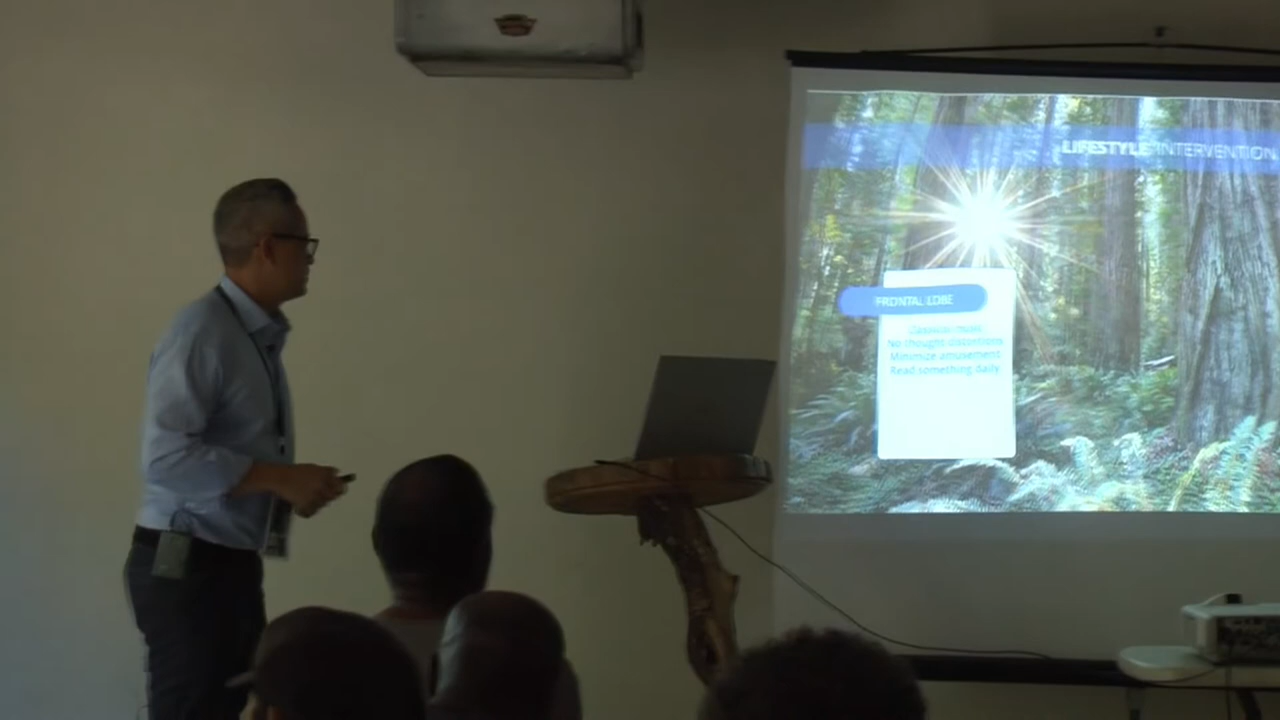 LIFESTYLE INTERVENTION
FRONTAL LOBE
Classical music
No thought distortions
Minimize amusement
Read something daily